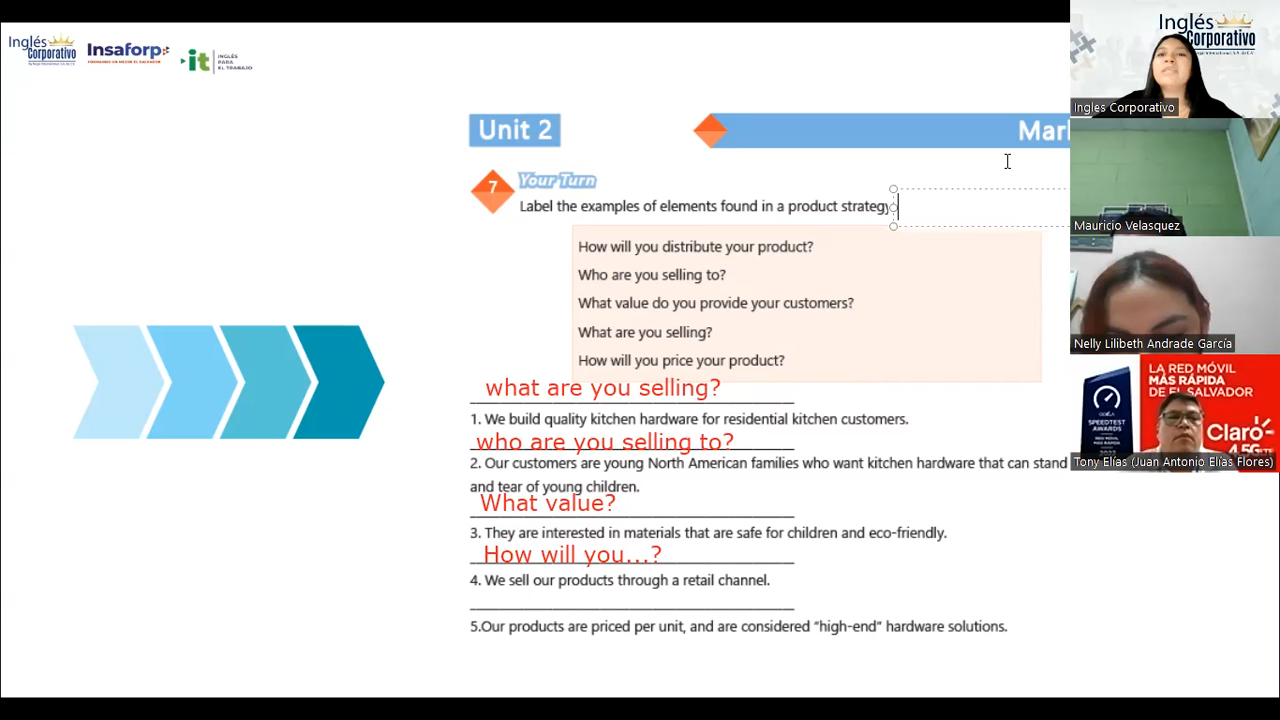 Inglés
Corporativo
Insaforp
it
INGLÉS
PARA
EL TRABAJO
Inglés
Corporativo
Ingles Corporativo
Unit 2
Mar
7
Your Turn
Label the examples of elements found in a product strategy
Mauricio Velasquez
How will you distribute your product?
Who are you selling to?
What value do you provide your customers?
What are you selling?
How will you price your product?
Nelly Lilibeth Andrade García
what are you selling?
1. We build quality kitchen hardware for residential kitchen customers.
who are you selling to?
2. Our customers are young North American families who want kitchen hardware that can stand
and tear of young children.
What value?
3. They are interested in materials that are safe for children and eco-friendly.
How will you...?
4. We sell our products through a retail channel.
5.Our products are priced per unit, and are considered “high-end” hardware solutions.
LA RED MÓVIL
MÁS RÁPIDA
DE EL SALVADOR
SPEEDTEST
AWARDS
Claro
4.5G
Tony Elías (Juan Antonio Elias Flores)